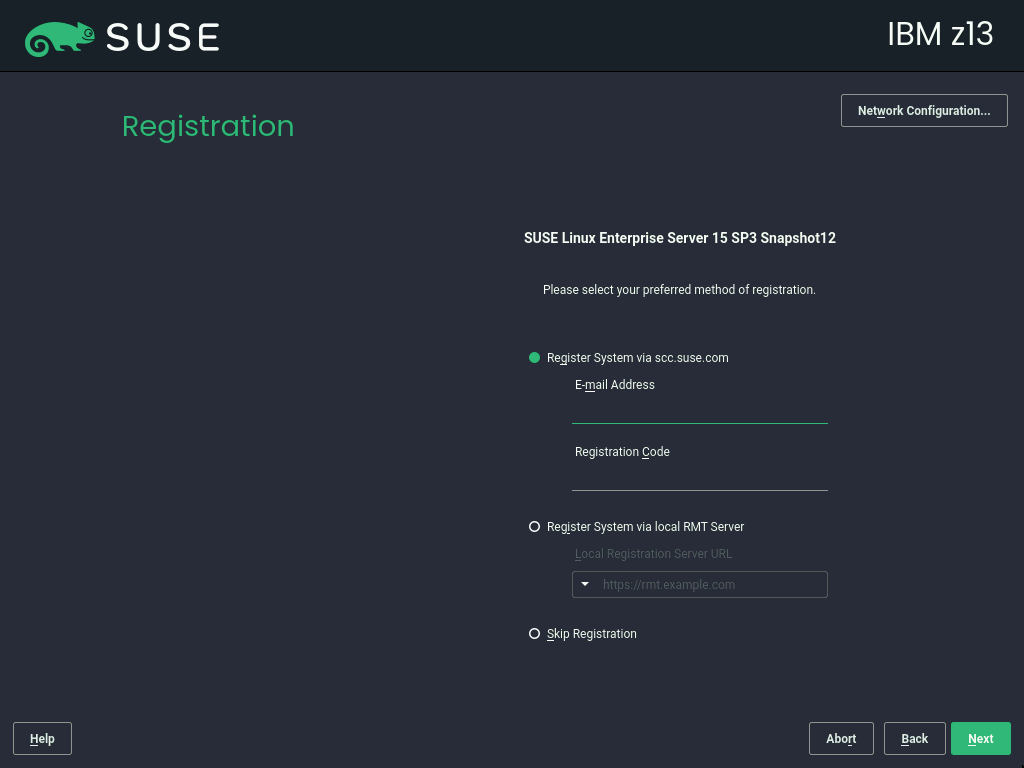 SUSE
IBM z13
Registration
Network Configuration...
SUSE Linux Enterprise Server 15 SP3 Snapshot12
Please select your preferred method of registration.
Register System via scc.suse.com
E-mail Address
Registration Code
Register System via local RMT Server
Local Registration Server URL
https://rmt.example.com
Skip Registration
Help
Abort
Back
Next